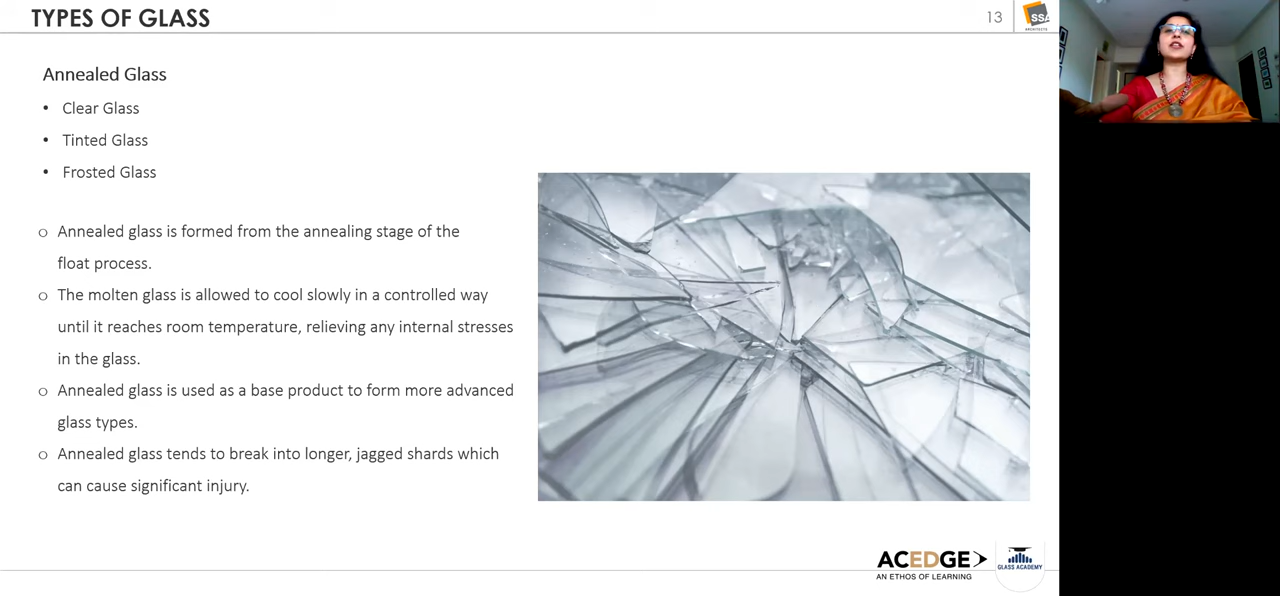 TYPES OF GLASS
13
SSA
ARCHITECTS
Annealed Glass
• Clear Glass
• Tinted Glass
• Frosted Glass
o Annealed glass is formed from the annealing stage of the
float process.
o The molten glass is allowed to cool slowly in a controlled way
until it reaches room temperature, relieving any internal stresses
in the glass.
o Annealed glass is used as a base product to form more advanced
glass types.
o Annealed glass tends to break into longer, jagged shards which
can cause significant injury.
ACEDGE
AN ETHOS OF LEARNING
GLASS ACADEMY